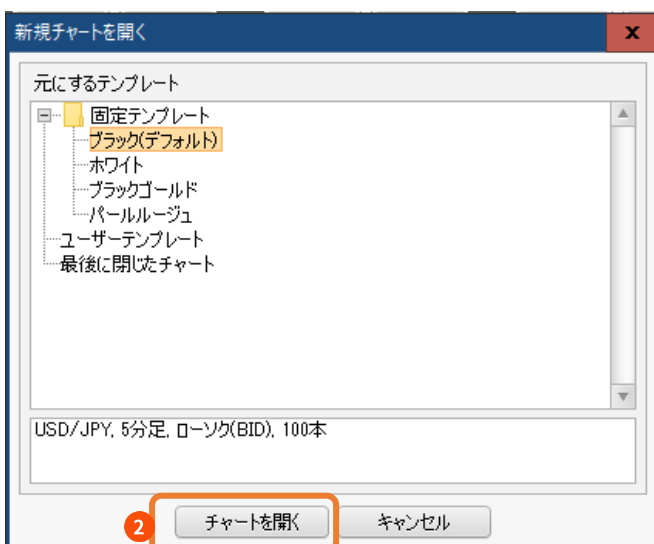 新規チャートを開く
x
元にするテンプレート
固定テンプレート
ブラック(デフォルト)
ホワイト
ブラックゴールド
パールルージュ
ユーザーテンプレート
最後に閉じたチャート
USD/JPY, 5分足, ローソク(BID), 100本
2 チャートを開く キャンセル